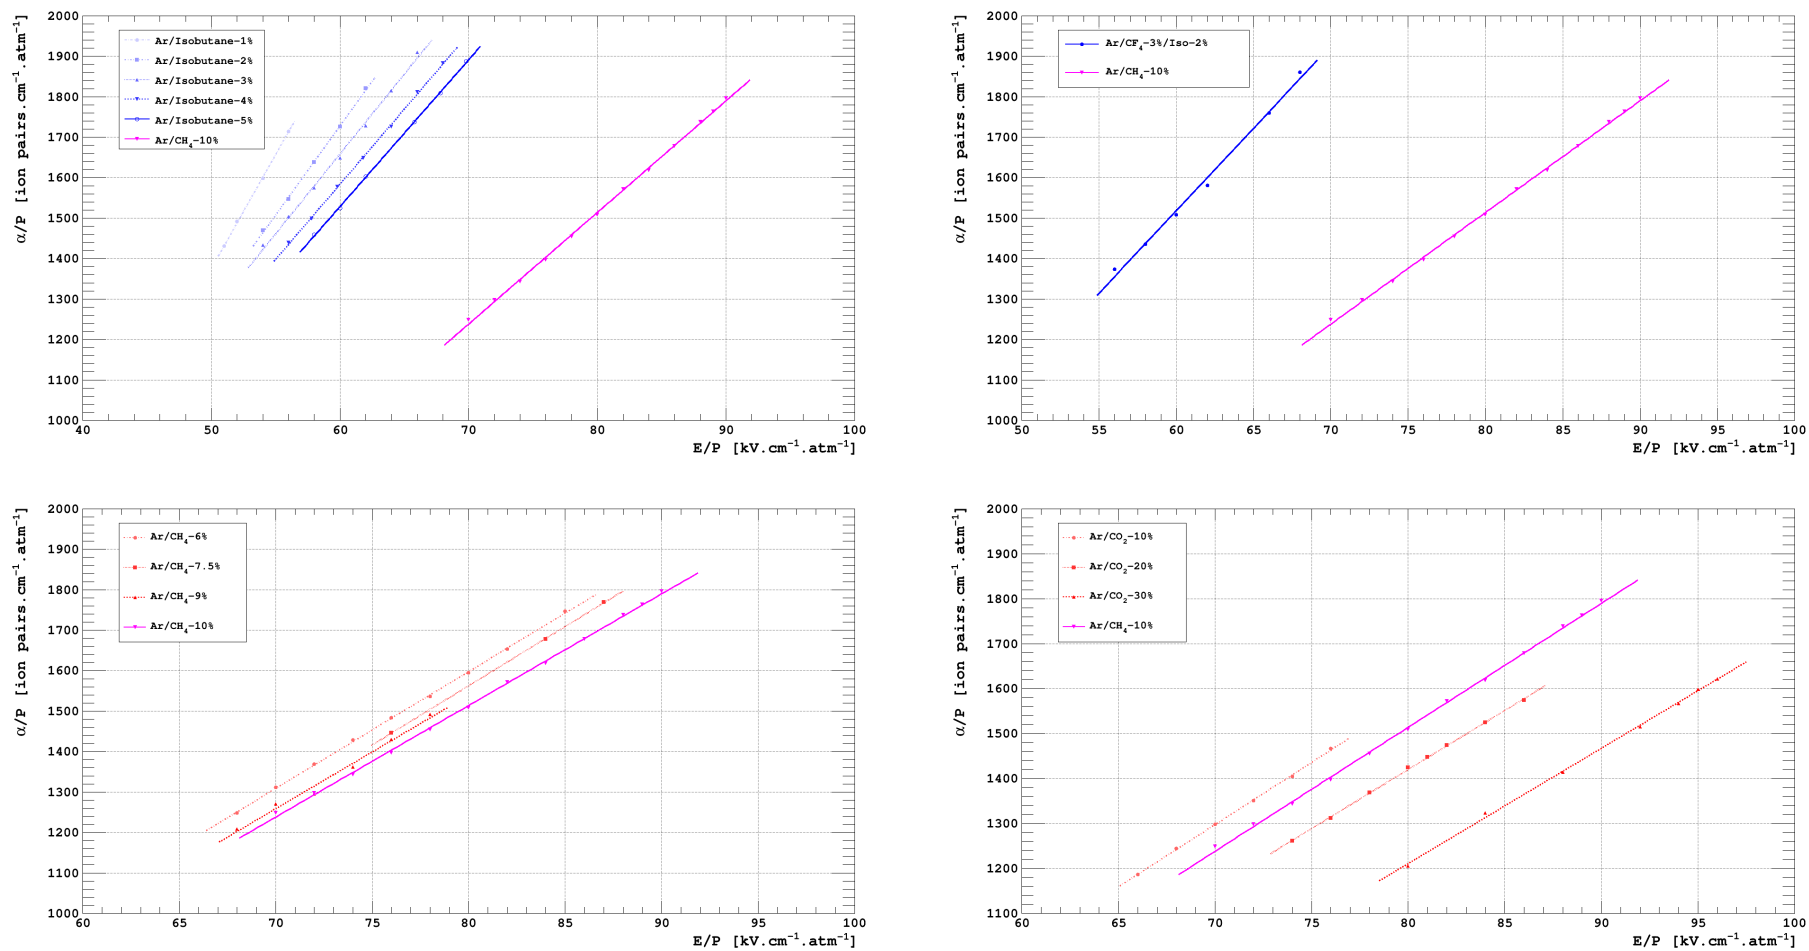 α/P [ion pairs.cm⁻¹.atm⁻¹]
2000
1900
1800
1700
1600
1500
1400
1300
1200
1100
1000
Ar/Isobutane-1%
Ar/Isobutane-2%
Ar/Isobutane-3%
Ar/Isobutane-4%
Ar/Isobutane-5%
Ar/CH₄-10%
40 50 60 70 80 90 100
E/P [kV.cm⁻¹.atm⁻¹]
α/P [ion pairs.cm⁻¹.atm⁻¹]
2000
1900
1800
1700
1600
1500
1400
1300
1200
1100
1000
Ar/CF₄-3%/Iso-2%
Ar/CH₄-10%
50 55 60 65 70 75 80 85 90 95 100
E/P [kV.cm⁻¹.atm⁻¹]
α/P [ion pairs.cm⁻¹.atm⁻¹]
2000
1900
1800
1700
1600
1500
1400
1300
1200
1100
1000
Ar/CH₄-6%
Ar/CH₄-7.5%
Ar/CH₄-9%
Ar/CH₄-10%
60 65 70 75 80 85 90 95 100
E/P [kV.cm⁻¹.atm⁻¹]
α/P [ion pairs.cm⁻¹.atm⁻¹]
2000
1900
1800
1700
1600
1500
1400
1300
1200
1100
Ar/CO₂-10%
Ar/CO₂-20%
Ar/CO₂-30%
Ar/CH₄-10%
60 65 70 75 80 85 90 95 100
E/P [kV.cm⁻¹.atm⁻¹]